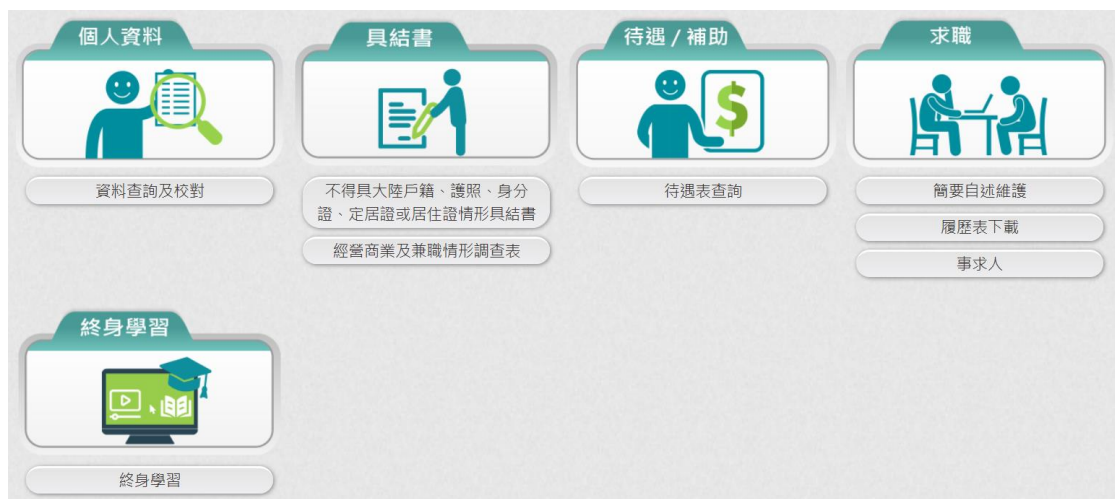 個人資料
具結書
待遇 / 補助
求職
$
資料查詢及校對
不得具大陸戶籍、護照、身分
證、定居證或居住證情形具結書
經營商業及兼職情形調查表
待遇表查詢
簡要自述維護
履歷表下載
事求人
終身學習
終身學習